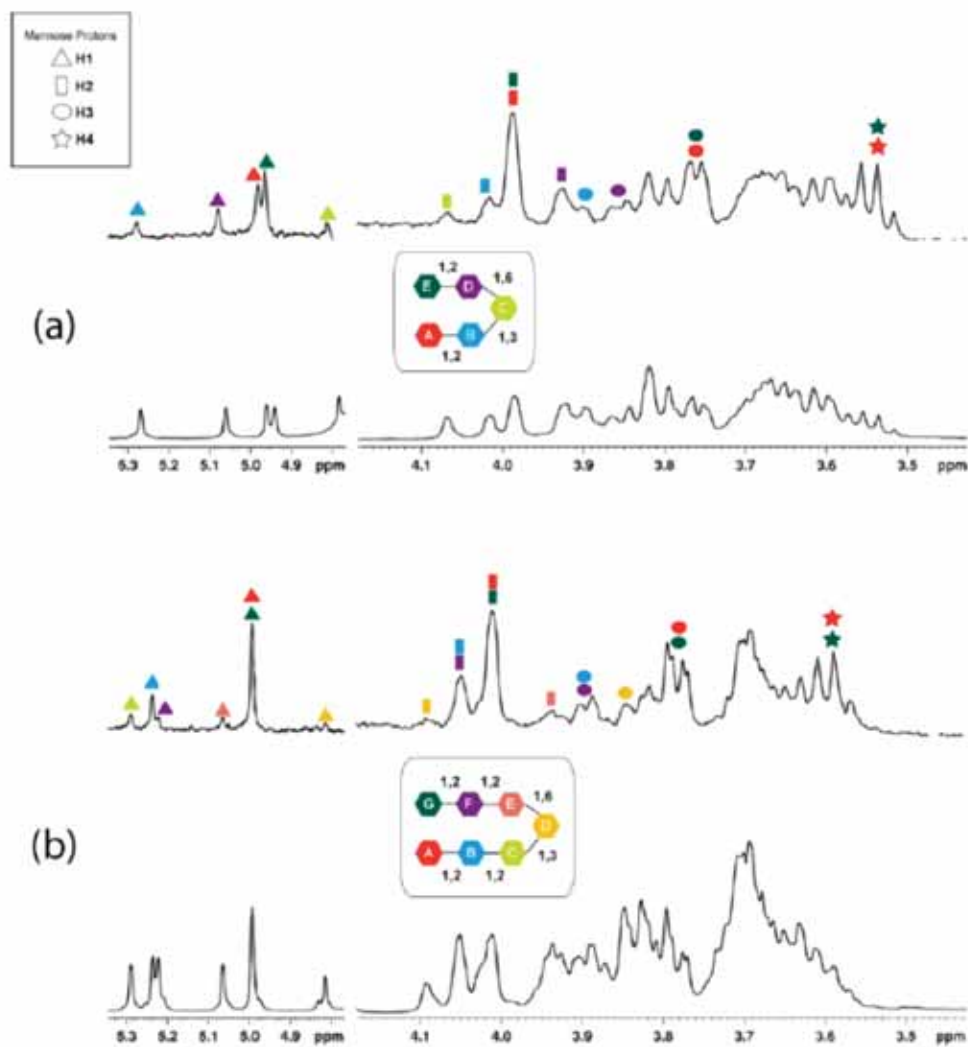 Mannose Protons
H1
H2
H3
H4
(a)
1,2 1,6
E D
C
A B
1,2 1,3
5.3 5.2 5.1 5.0 4.9 ppm 4.1 4.0 3.9 3.8 3.7 3.6 3.5 ppm
(b)
1,2 1,2 1,6
G F E
D
A B C
1,2 1,2 1,3
5.3 5.2 5.1 5.0 4.9 ppm 4.1 4.0 3.9 3.8 3.7 3.6 3.5 ppm